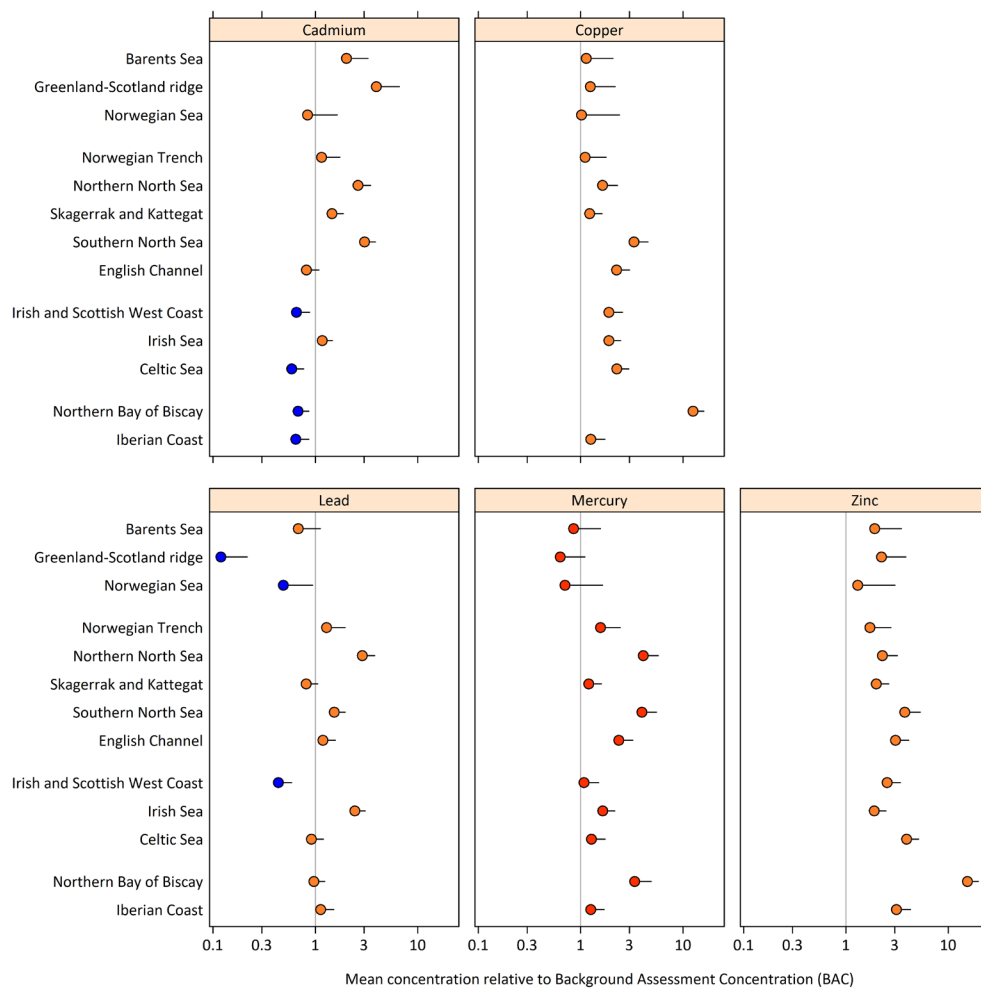 Cadmium Copper
Barents Sea
Greenland-Scotland ridge
Norwegian Sea
Norwegian Trench
Northern North Sea
Skagerrak and Kattegat
Southern North Sea
English Channel
Irish and Scottish West Coast
Irish Sea
Celtic Sea
Northern Bay of Biscay
Iberian Coast
Lead Mercury Zinc
Barents Sea
Greenland-Scotland ridge
Norwegian Sea
Norwegian Trench
Northern North Sea
Skagerrak and Kattegat
Southern North Sea
English Channel
Irish and Scottish West Coast
Irish Sea
Celtic Sea
Northern Bay of Biscay
Iberian Coast
0.1 0.3 1 3 10 0.1 0.3 1 3 10 0.1 0.3 1 3 10
Mean concentration relative to Background Assessment Concentration (BAC)